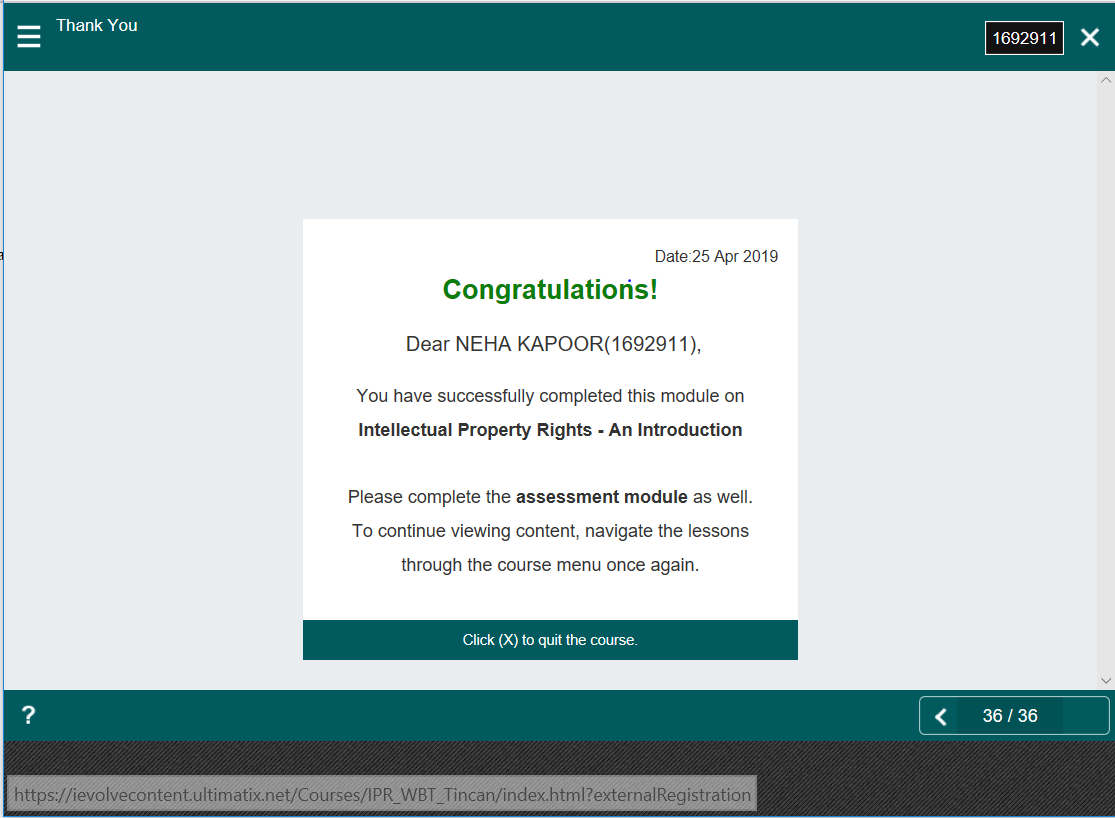 Thank You
1692911
Date:25 Apr 2019
Congratulations!
Dear NEHA KAPOOR(1692911),
You have successfully completed this module on
Intellectual Property Rights - An Introduction
Please complete the assessment module as well.
To continue viewing content, navigate the lessons
through the course menu once again.
Click (X) to quit the course.
?
36 / 36
https://ievolvecontent.ultimatix.net/Courses/IPR_WBT_Tincan/index.html?externalRegistration